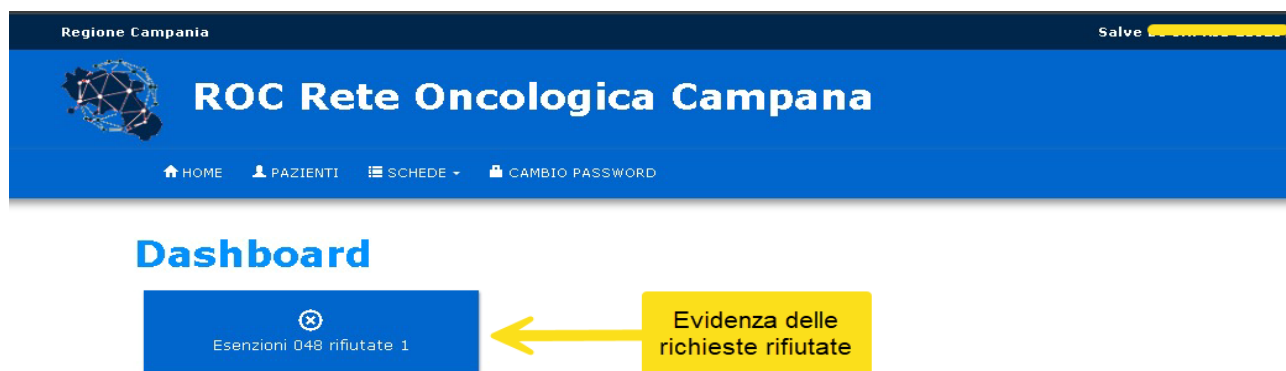 Regione Campania
Salve
ROC Rete Oncologica Campana
HOME PAZIENTI SCHEDE CAMBIO PASSWORD
Dashboard
Esenzioni 048 rifiutate 1
Evidenza delle
richieste rifiutate